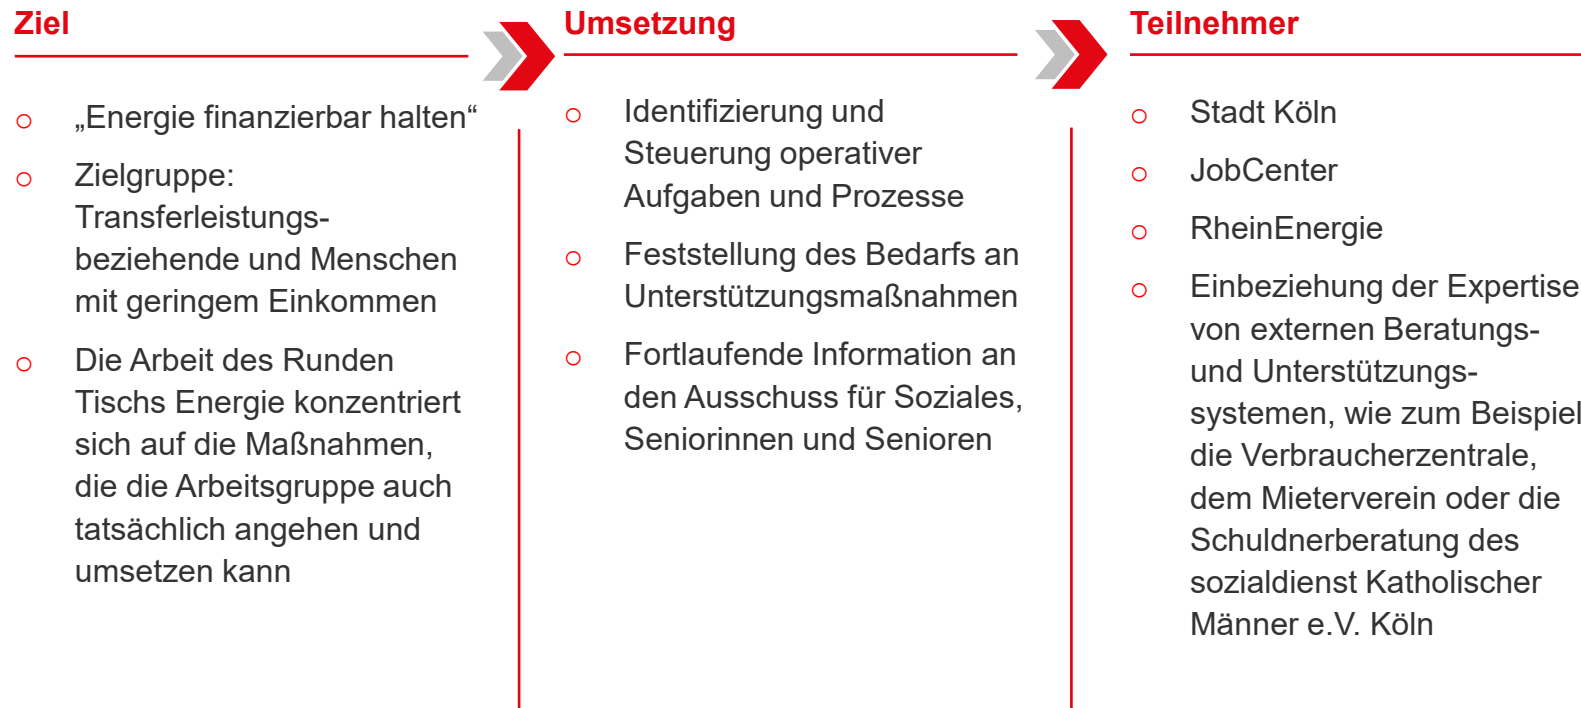 Ziel
„Energie finanzierbar halten“
Zielgruppe:
Transferleistungs-
beziehende und Menschen
mit geringem Einkommen
Die Arbeit des Runden
Tischs Energie konzentriert
sich auf die Maßnahmen,
die die Arbeitsgruppe auch
tatsächlich angehen und
umsetzen kann
Umsetzung
Identifizierung und
Steuerung operativer
Aufgaben und Prozesse
Feststellung des Bedarfs an
Unterstützungsmaßnahmen
Fortlaufende Information an
den Ausschuss für Soziales,
Seniorinnen und Senioren
Teilnehmer
Stadt Köln
JobCenter
RheinEnergie
Einbeziehung der Expertise
von externen Beratungs-
und Unterstützungs-
systemen, wie zum Beispiel
die Verbraucherzentrale,
dem Mieterverein oder die
Schuldnerberatung des
sozialdienst Katholischer
Männer e.V. Köln